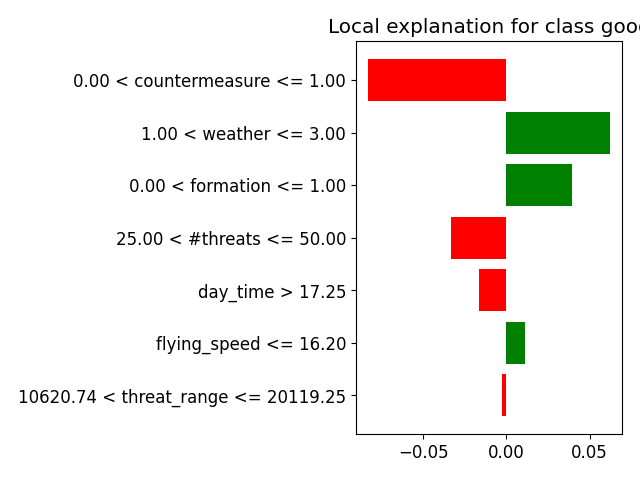 Local explanation for class good
0.00 < countermeasure <= 1.00
1.00 < weather <= 3.00
0.00 < formation <= 1.00
25.00 < #threats <= 50.00
day_time > 17.25
flying_speed <= 16.20
10620.74 < threat_range <= 20119.25
−0.05 0.00 0.05